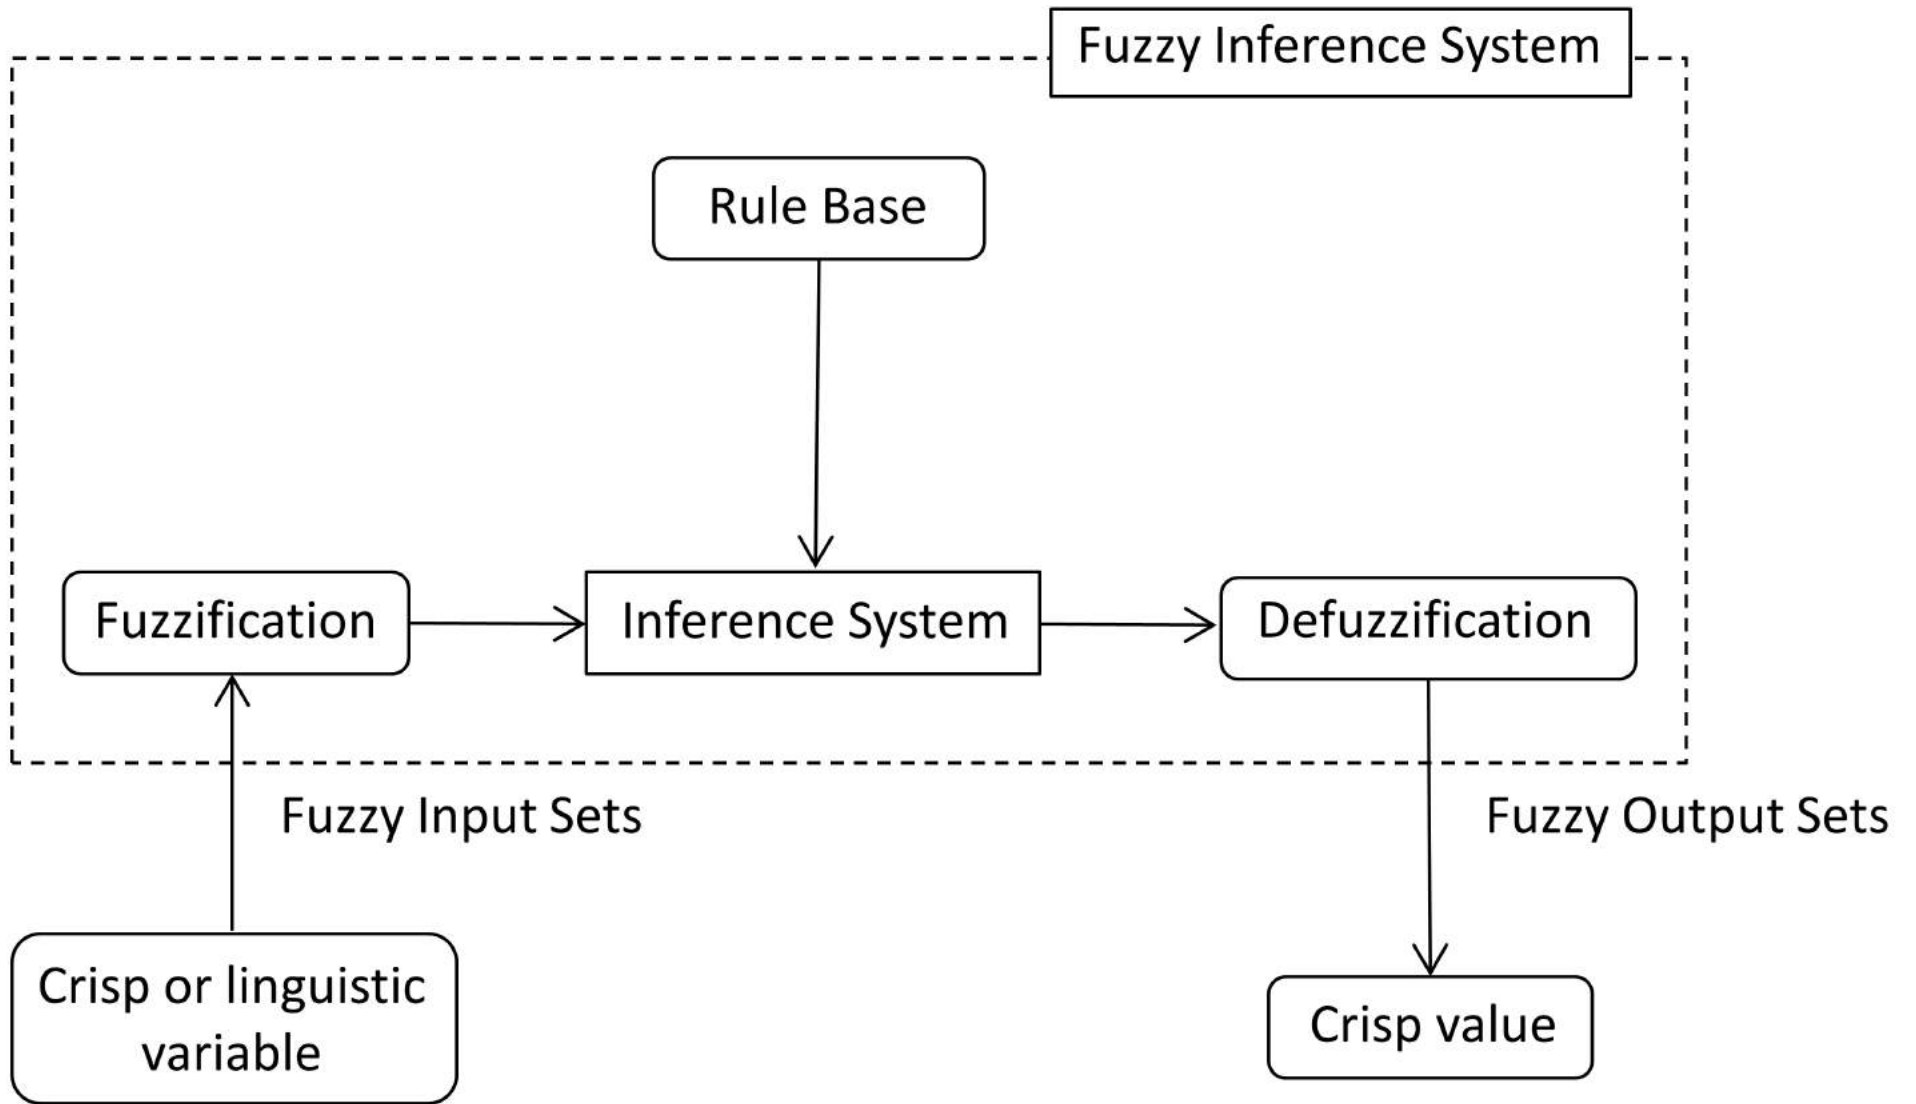 Fuzzy Inference System
Rule Base
Fuzzification
Inference System
Defuzzification
Fuzzy Input Sets
Fuzzy Output Sets
Crisp or linguistic
variable
Crisp value